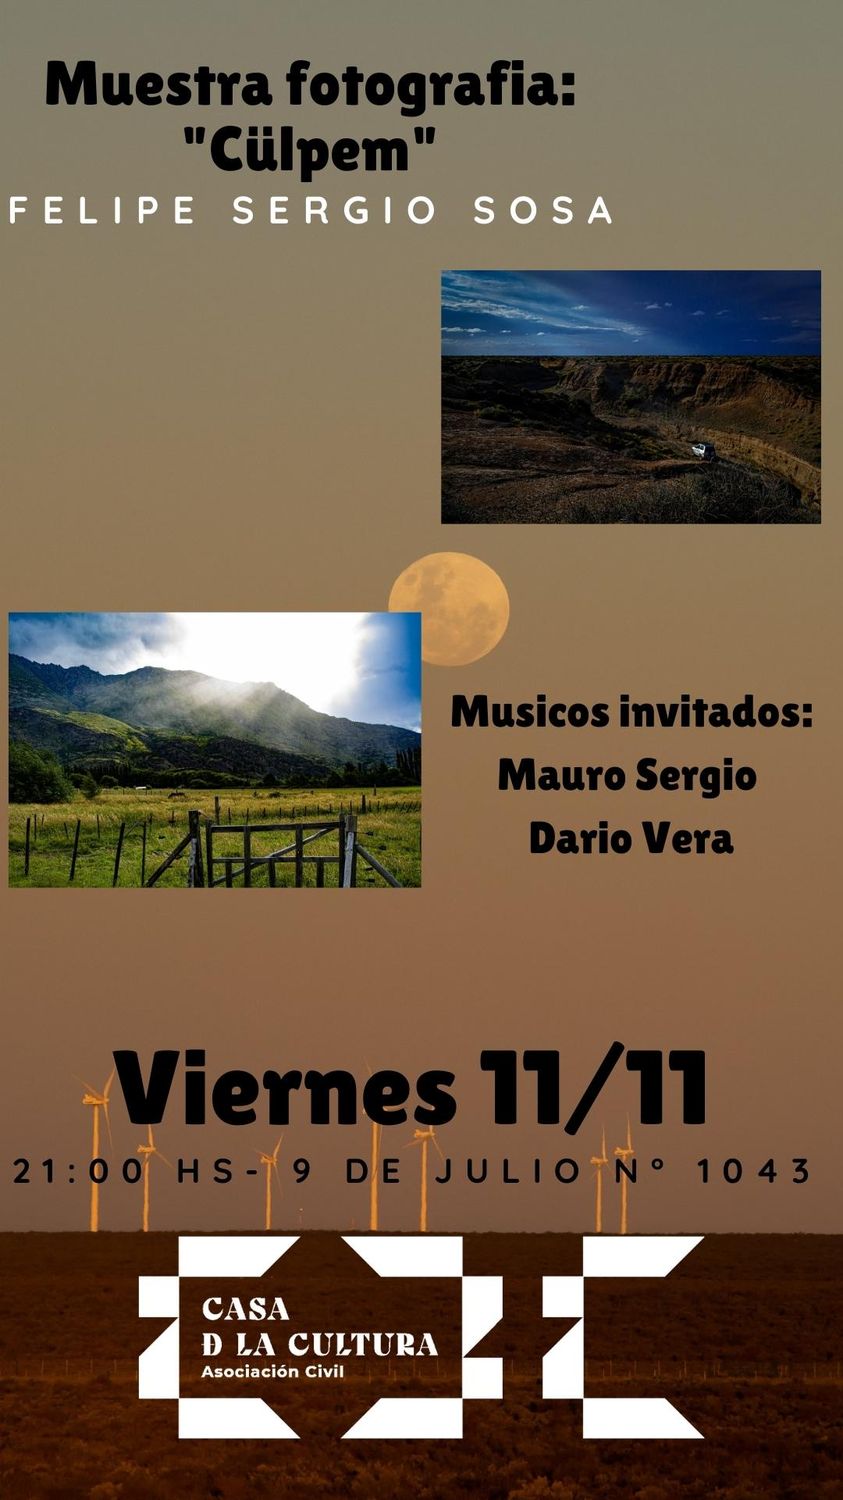 Muestra fotografia:
"Cülpem"
FELIPE SERGIO SOSA
Musicos invitados:
Mauro Sergio
Dario Vera
Viernes 11/11
21:00 HS- 9 DE JULIO Nº 1043
CASA
D LA CULTURA
Asociación Civil